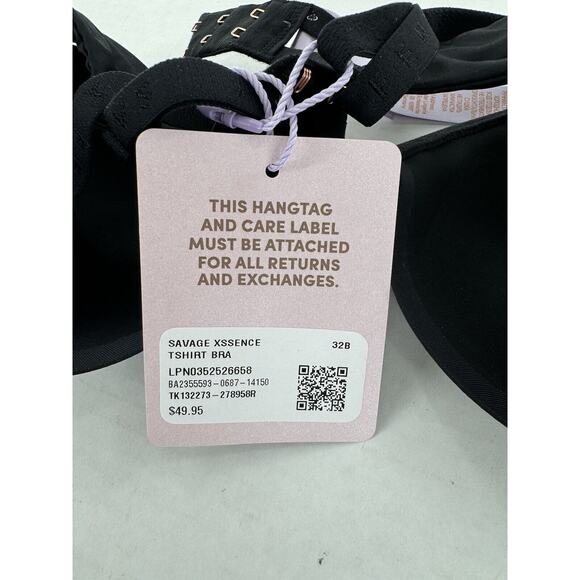 THIS HANGTAG
AND CARE LABEL
MUST BE ATTACHED
FOR ALL RETURNS
AND EXCHANGES.
SAVAGE XSSENCE 32B
TSHIRT BRA
LPN0352526658
BA2355593-0687-14150
TK132273-278958R
$49.95